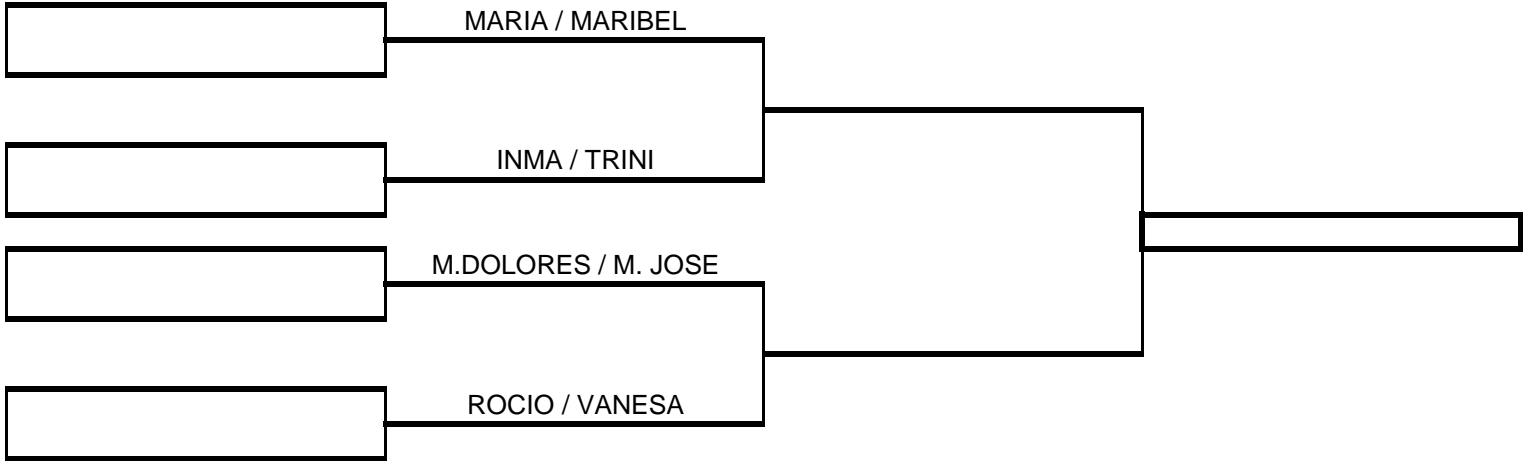 MARIA / MARIBEL
INMA / TRINI
M.DOLORES / M. JOSE
ROCIO / VANESA